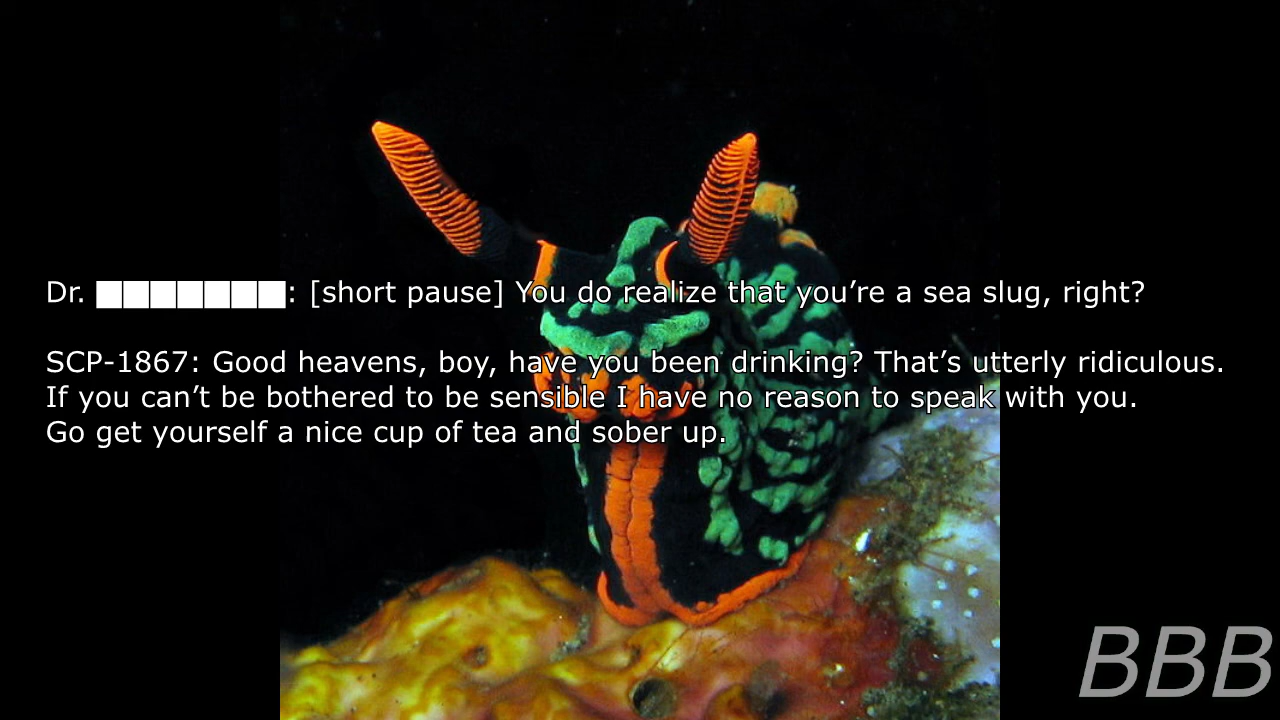 Dr. ███████: [short pause] You do realize that you’re a sea slug, right?
SCP-1867: Good heavens, boy, have you been drinking? That’s utterly ridiculous.
If you can’t be bothered to be sensible I have no reason to speak with you.
Go get yourself a nice cup of tea and sober up.
BBB